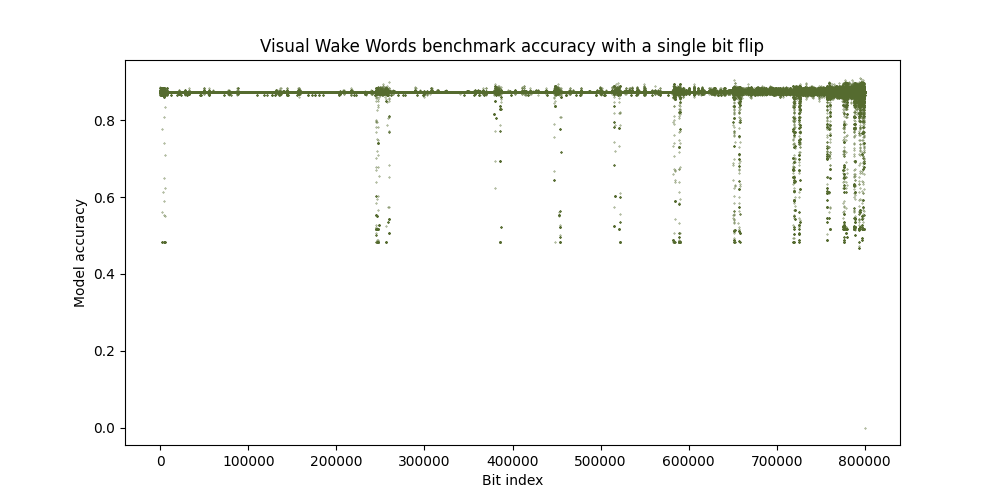 Visual Wake Words benchmark accuracy with a single bit flip
Model accuracy
0.8
0.6
0.4
0.2
0.0
0 100000 200000 300000 400000 500000 600000 700000 800000
Bit index